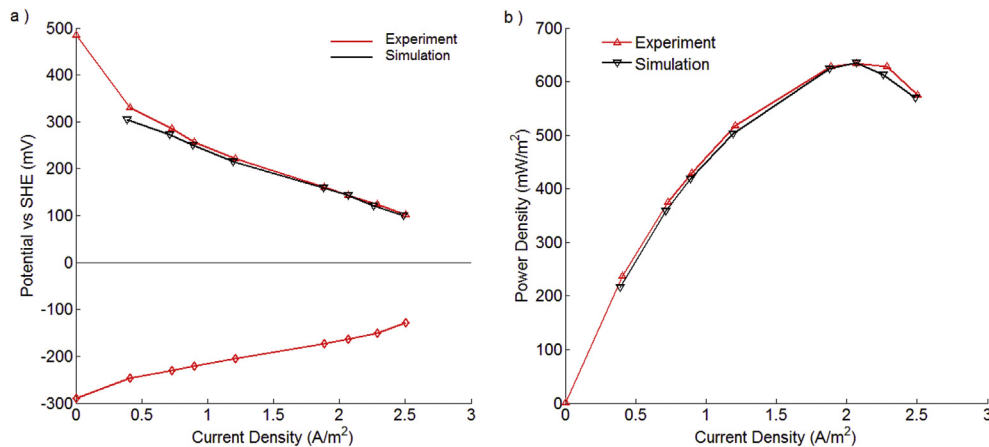 a )
500
400
300
200
100
0
-100
-200
-300
Potential vs SHE (mV)
Experiment
Simulation
0 0.5 1 1.5 2 2.5 3
Current Density (A/m²)
b )
700
600
500
400
300
200
100
0
Power Density (mW/m²)
Experiment
Simulation
0 0.5 1 1.5 2 2.5 3
Current Density (A/m²)